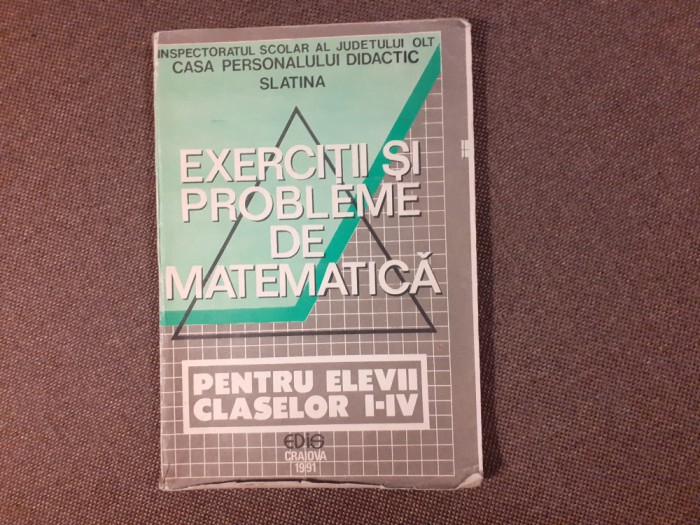 INSPECTORATUL SCOLAR AL JUDETULUI OLT
CASA PERSONALULUI DIDACTIC
SLATINA
EXERCIȚII ȘI
PROBLEME
DE
MATEMATICĂ
PENTRU ELEVII
CLASELOR I-IV
EDIS
CRAIOVA
1991